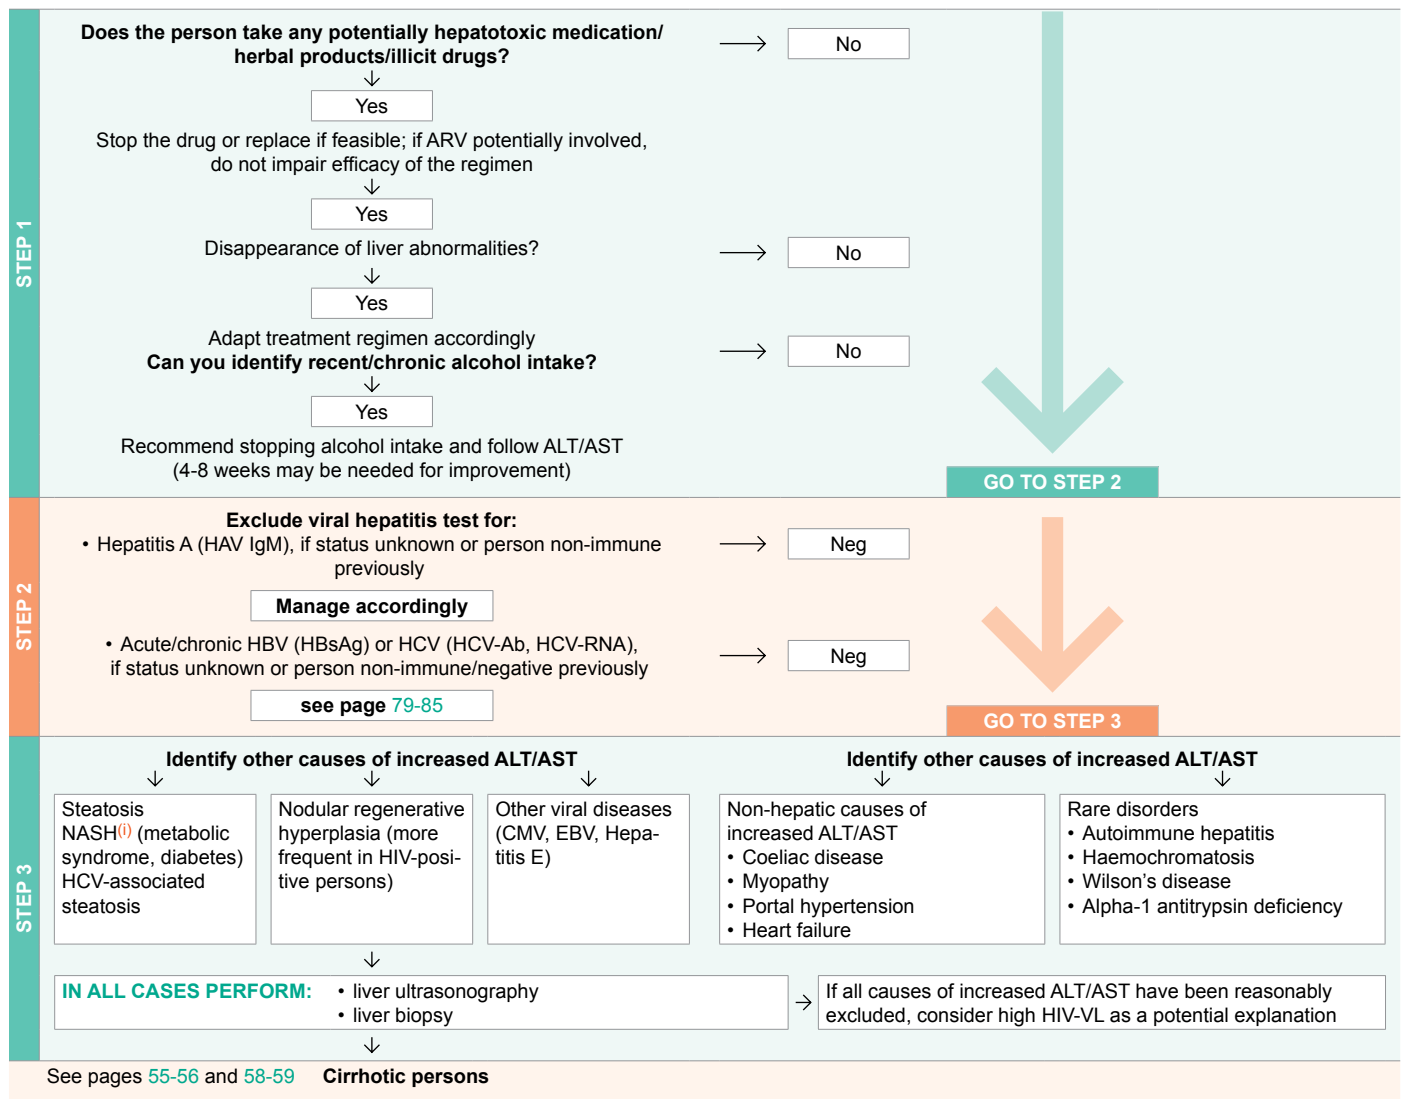 STEP 1
Does the person take any potentially hepatotoxic medication/
herbal products/illicit drugs?
No
Yes
Stop the drug or replace if feasible; if ARV potentially involved,
do not impair efficacy of the regimen
Yes
Disappearance of liver abnormalities?
No
Yes
Adapt treatment regimen accordingly
Can you identify recent/chronic alcohol intake?
No
Yes
Recommend stopping alcohol intake and follow ALT/AST
(4-8 weeks may be needed for improvement)
GO TO STEP 2
STEP 2
Exclude viral hepatitis test for:
• Hepatitis A (HAV IgM), if status unknown or person non-immune
previously
Neg
Manage accordingly
• Acute/chronic HBV (HBsAg) or HCV (HCV-Ab, HCV-RNA),
if status unknown or person non-immune/negative previously
Neg
see page 79-85
GO TO STEP 3
STEP 3
Identify other causes of increased ALT/AST
Steatosis
NASH(i) (metabolic
syndrome, diabetes)
HCV-associated
steatosis
Nodular regenerative
hyperplasia (more
frequent in HIV-posi-
tive persons)
Other viral diseases
(CMV, EBV, Hepa-
titis E)
Identify other causes of increased ALT/AST
Non-hepatic causes of
increased ALT/AST
• Coeliac disease
• Myopathy
• Portal hypertension
• Heart failure
Rare disorders
• Autoimmune hepatitis
• Haemochromatosis
• Wilson's disease
• Alpha-1 antitrypsin deficiency
IN ALL CASES PERFORM: • liver ultrasonography
• liver biopsy
If all causes of increased ALT/AST have been reasonably
excluded, consider high HIV-VL as a potential explanation
See pages 55-56 and 58-59 Cirrhotic persons